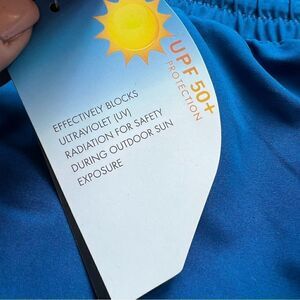 UPF 50+
PROTECTION
EFFECTIVELY BLOCKS
ULTRAVIOLET (UV)
RADIATION FOR SAFETY
DURING OUTDOOR SUN
EXPOSURE